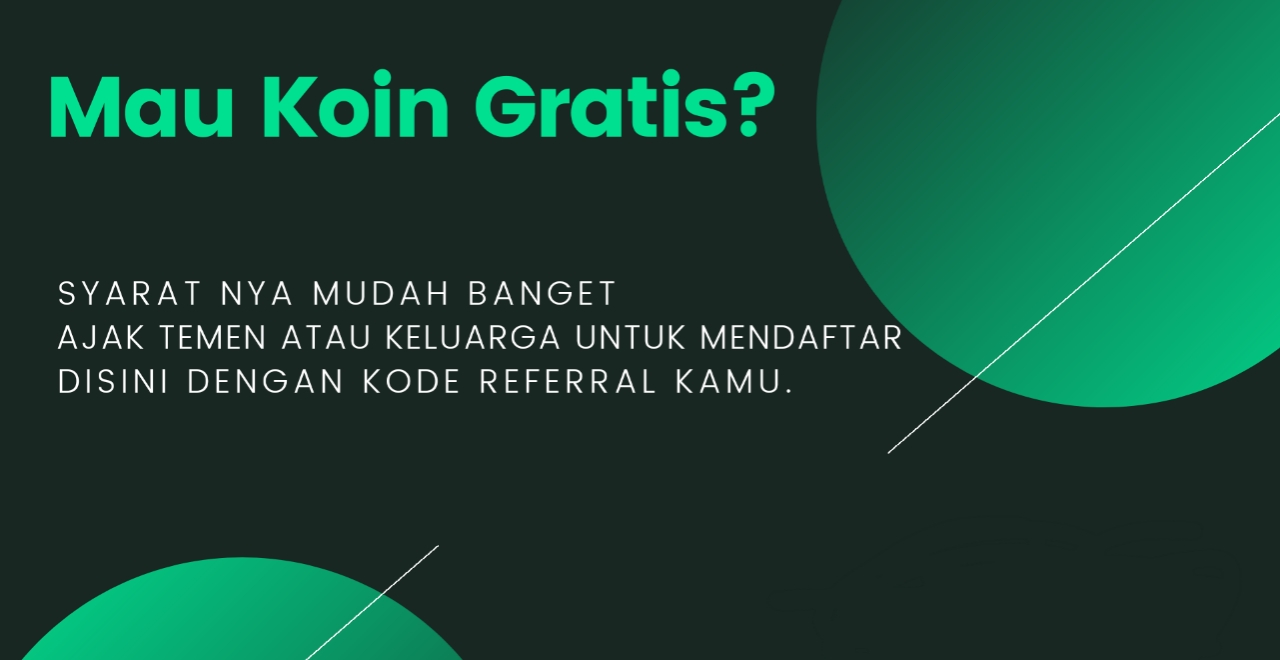 Mau Koin Gratis?
SYARAT NYA MUDAH BANGET
AJAK TEMEN ATAU KELUARGA UNTUK MENDAFTAR
DISINI DENGAN KODE REFERRAL KAMU.